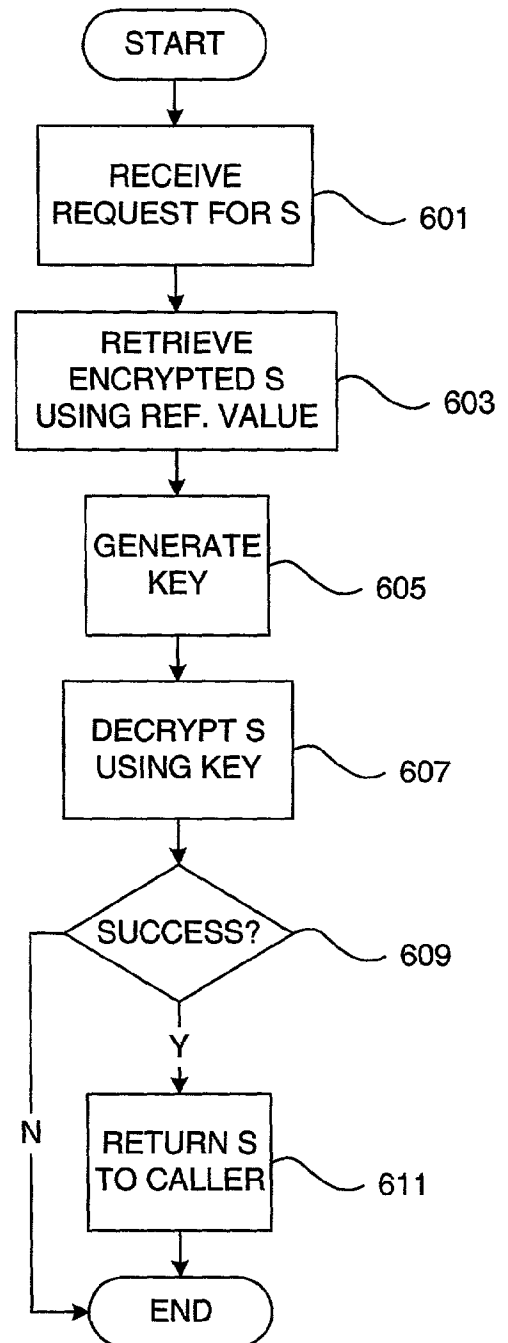 START
RECEIVE
REQUEST FOR S
601
RETRIEVE
ENCRYPTED S
USING REF. VALUE
603
GENERATE
KEY
605
DECRYPT S
USING KEY
607
SUCCESS?
609
Y
N
RETURN S
TO CALLER
611
END